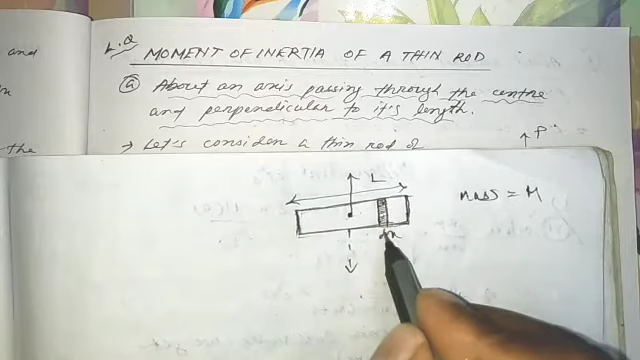 and
L.Q
MOMENT OF INERTIA OF A THIN ROD
ⓐ About an axis passing through the centre
and perpendicular to it's length.
the
→ Let's consider a thin rod of
P
L
MASS = M
dx